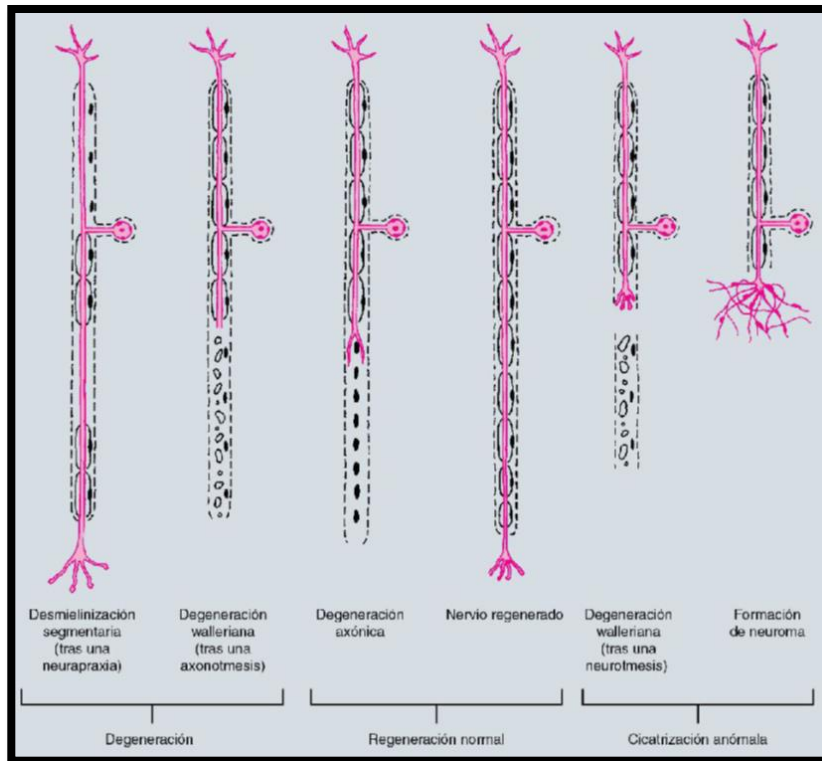 Desmielinización
segmentaria
(tras una
neurapraxia)
Degeneración
walleriana
(tras una
axonotmesis)
Degeneración
axónica
Nervio regenerado
Degeneración
walleriana
(tras una
neurotmesis)
Formación
de neuroma
Degeneración
Regeneración normal
Cicatrización anómala